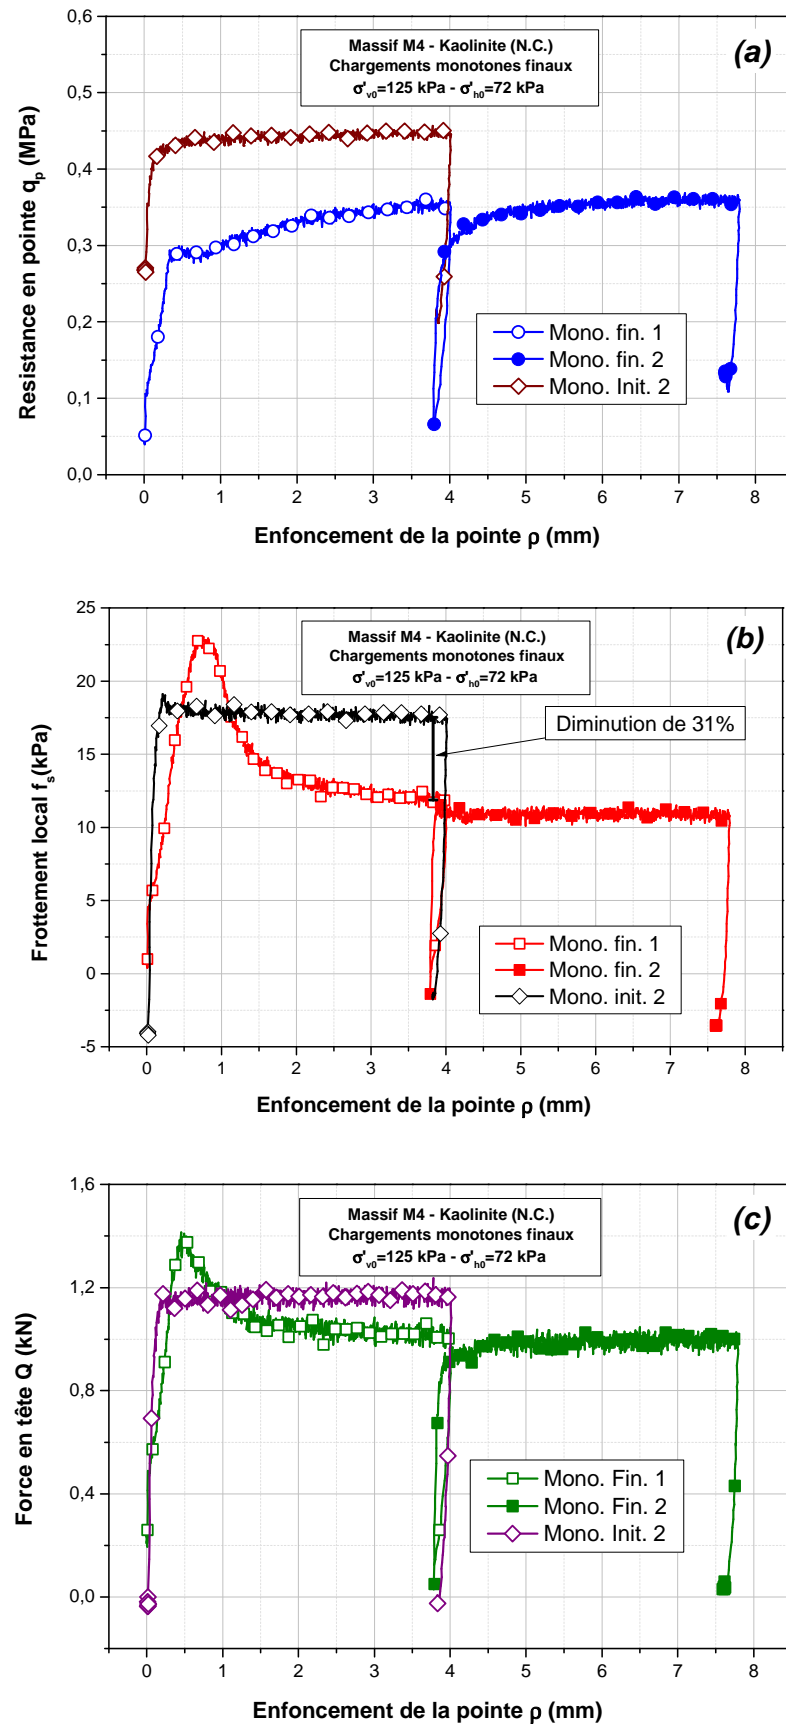 (a)
Massif M4 - Kaolinite (N.C.)
Chargements monotones finaux
σ'v0=125 kPa - σ'h0=72 kPa
Resistance en pointe qp (MPa)
0,6
0,5
0,4
0,3
0,2
0,1
0,0
Mono. fin. 1
Mono. fin. 2
Mono. Init. 2
0 1 2 3 4 5 6 7 8
Enfoncement de la pointe ρ (mm)
(b)
Massif M4 - Kaolinite (N.C.)
Chargements monotones finaux
σ'v0=125 kPa - σ'h0=72 kPa
Diminution de 31%
Frottement local fs(kPa)
25
20
15
10
5
0
-5
Mono. fin. 1
Mono. fin. 2
Mono. init. 2
0 1 2 3 4 5 6 7 8
Enfoncement de la pointe ρ (mm)
(c)
Massif M4 - Kaolinite (N.C.)
Chargements monotones finaux
σ'v0=125 kPa - σ'h0=72 kPa
Force en tête Q (kN)
1,6
1,2
0,8
0,4
0,0
Mono. Fin. 1
Mono. Fin. 2
Mono. Init. 2
0 1 2 3 4 5 6 7 8
Enfoncement de la pointe ρ (mm)